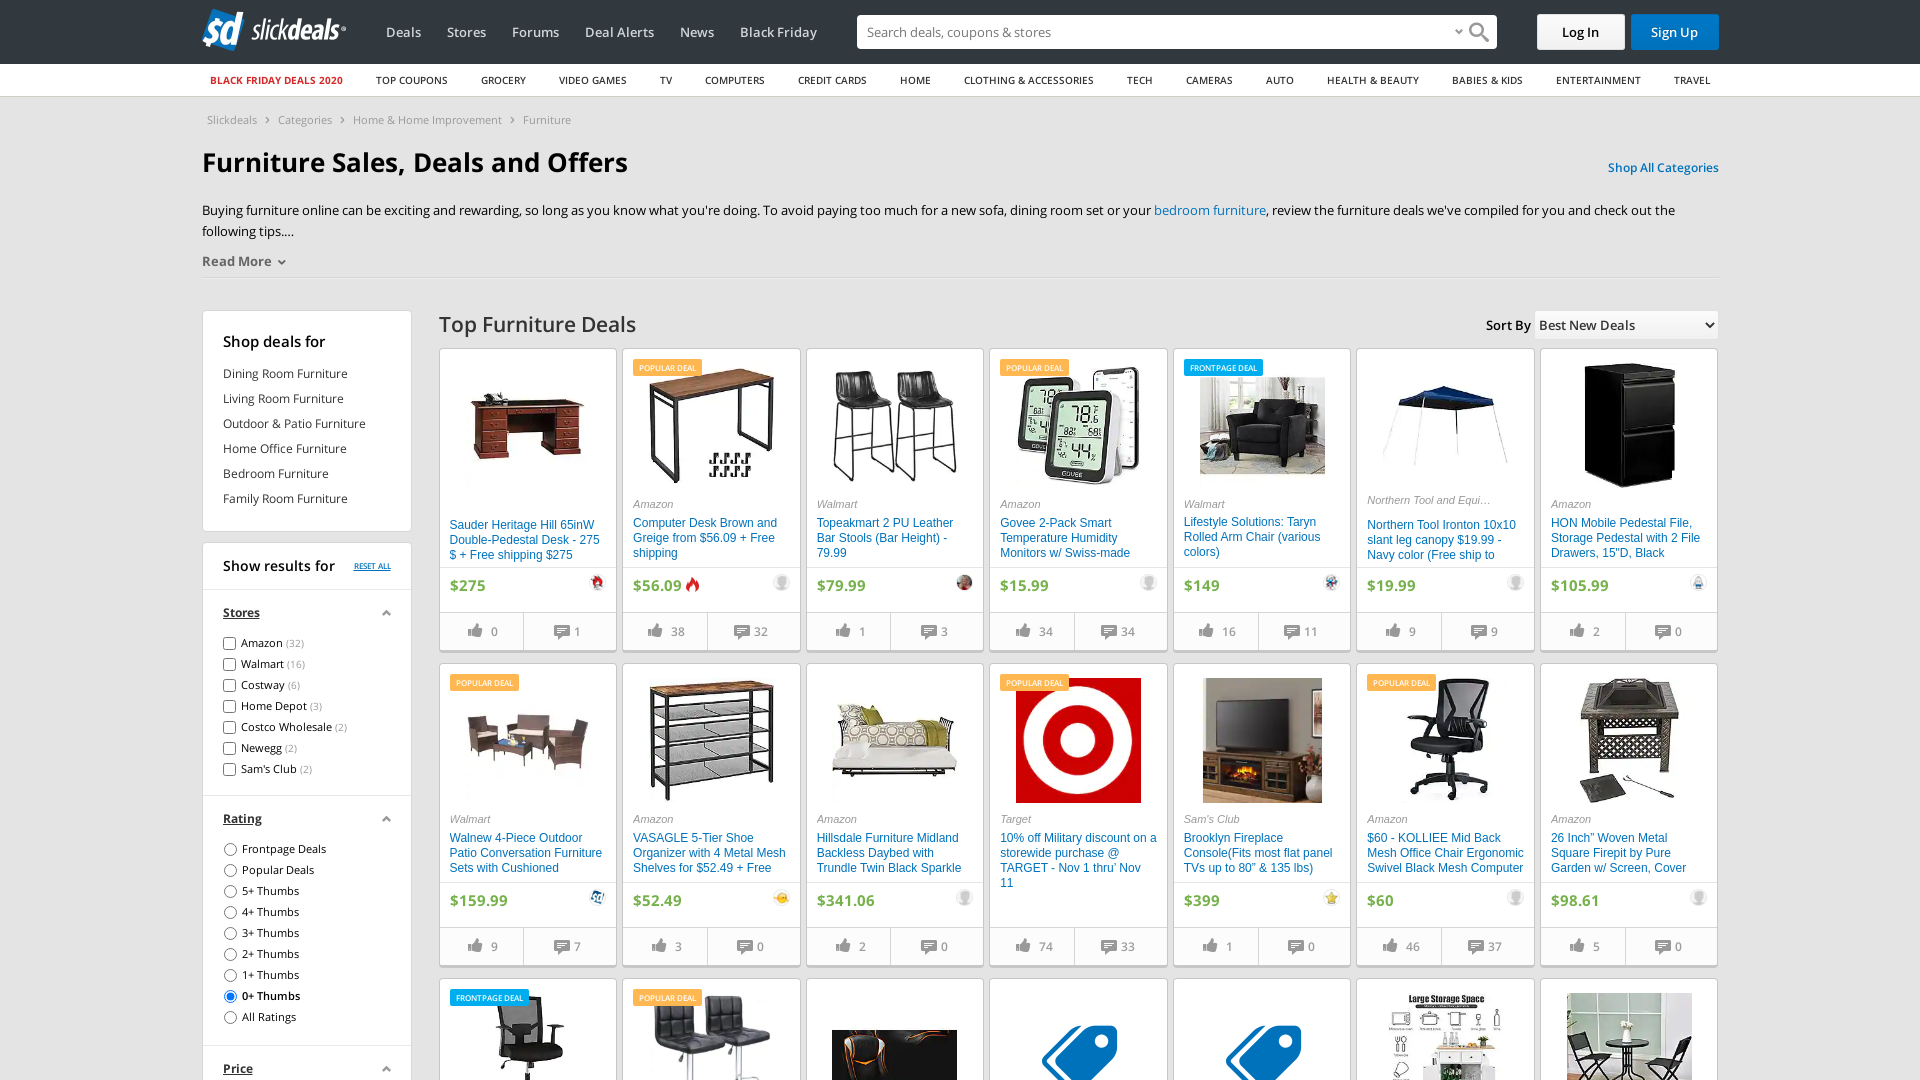 slickdeals
Deals
Stores
Forums
Deal Alerts
News
Black Friday
Search deals, coupons & stores
Log In
Sign Up
BLACK FRIDAY DEALS 2020
TOP COUPONS
GROCERY
VIDEO GAMES
TV
COMPUTERS
CREDIT CARDS
HOME
CLOTHING & ACCESSORIES
TECH
CAMERAS
AUTO
HEALTH & BEAUTY
BABIES & KIDS
ENTERTAINMENT
TRAVEL
Slickdeals > Categories > Home & Home Improvement > Furniture
Furniture Sales, Deals and Offers
Shop All Categories
Buying furniture online can be exciting and rewarding, so long as you know what you're doing. To avoid paying too much for a new sofa, dining room set or your bedroom furniture, review the furniture deals we've compiled for you and check out the
following tips....
Read More
Shop deals for
Dining Room Furniture
Living Room Furniture
Outdoor & Patio Furniture
Home Office Furniture
Bedroom Furniture
Family Room Furniture
Show results for
RESET ALL
Stores
Amazon (32)
Walmart (16)
Costway (6)
Home Depot (3)
Costco Wholesale (2)
Newegg (2)
Sam's Club (2)
Rating
Frontpage Deals
Popular Deals
5+ Thumbs
4+ Thumbs
3+ Thumbs
2+ Thumbs
1+ Thumbs
0+ Thumbs
All Ratings
Price
Top Furniture Deals
Sort By
Best New Deals
Sauder Heritage Hill 65inW
Double-Pedestal Desk - 275
$ + Free shipping $275
$275
0
1
POPULAR DEAL
Amazon
Computer Desk Brown and
Greige from $56.09 + Free
shipping
$56.09
38
32
Walmart
Topeakmart 2 PU Leather
Bar Stools (Bar Height) -
79.99
$79.99
1
3
POPULAR DEAL
Amazon
Govee 2-Pack Smart
Temperature Humidity
Monitors w/ Swiss-made
$15.99
34
34
FRONTPAGE DEAL
Walmart
Lifestyle Solutions: Taryn
Rolled Arm Chair (various
colors)
$149
16
11
Northern Tool and Equi…
Northern Tool Ironton 10x10
slant leg canopy $19.99 -
Navy color (Free ship to
$19.99
9
9
Amazon
HON Mobile Pedestal File,
Storage Pedestal with 2 File
Drawers, 15"D, Black
$105.99
2
0
POPULAR DEAL
Walmart
Walnew 4-Piece Outdoor
Patio Conversation Furniture
Sets with Cushioned
$159.99
9
7
Amazon
VASAGLE 5-Tier Shoe
Organizer with 4 Metal Mesh
Shelves for $52.49 + Free
$52.49
3
0
Amazon
Hillsdale Furniture Midland
Backless Daybed with
Trundle Twin Black Sparkle
$341.06
2
0
POPULAR DEAL
Target
10% off Military discount on a
storewide purchase @
TARGET - Nov 1 thru' Nov
11
74
33
Sam's Club
Brooklyn Fireplace
Console(Fits most flat panel
TVs up to 80” & 135 lbs)
$399
1
0
POPULAR DEAL
Amazon
$60 - KOLLIEE Mid Back
Mesh Office Chair Ergonomic
Swivel Black Mesh Computer
$60
46
37
Amazon
26 Inch” Woven Metal
Square Firepit by Pure
Garden w/ Screen, Cover
$98.61
5
0
FRONTPAGE DEAL
POPULAR DEAL
Large Storage Space